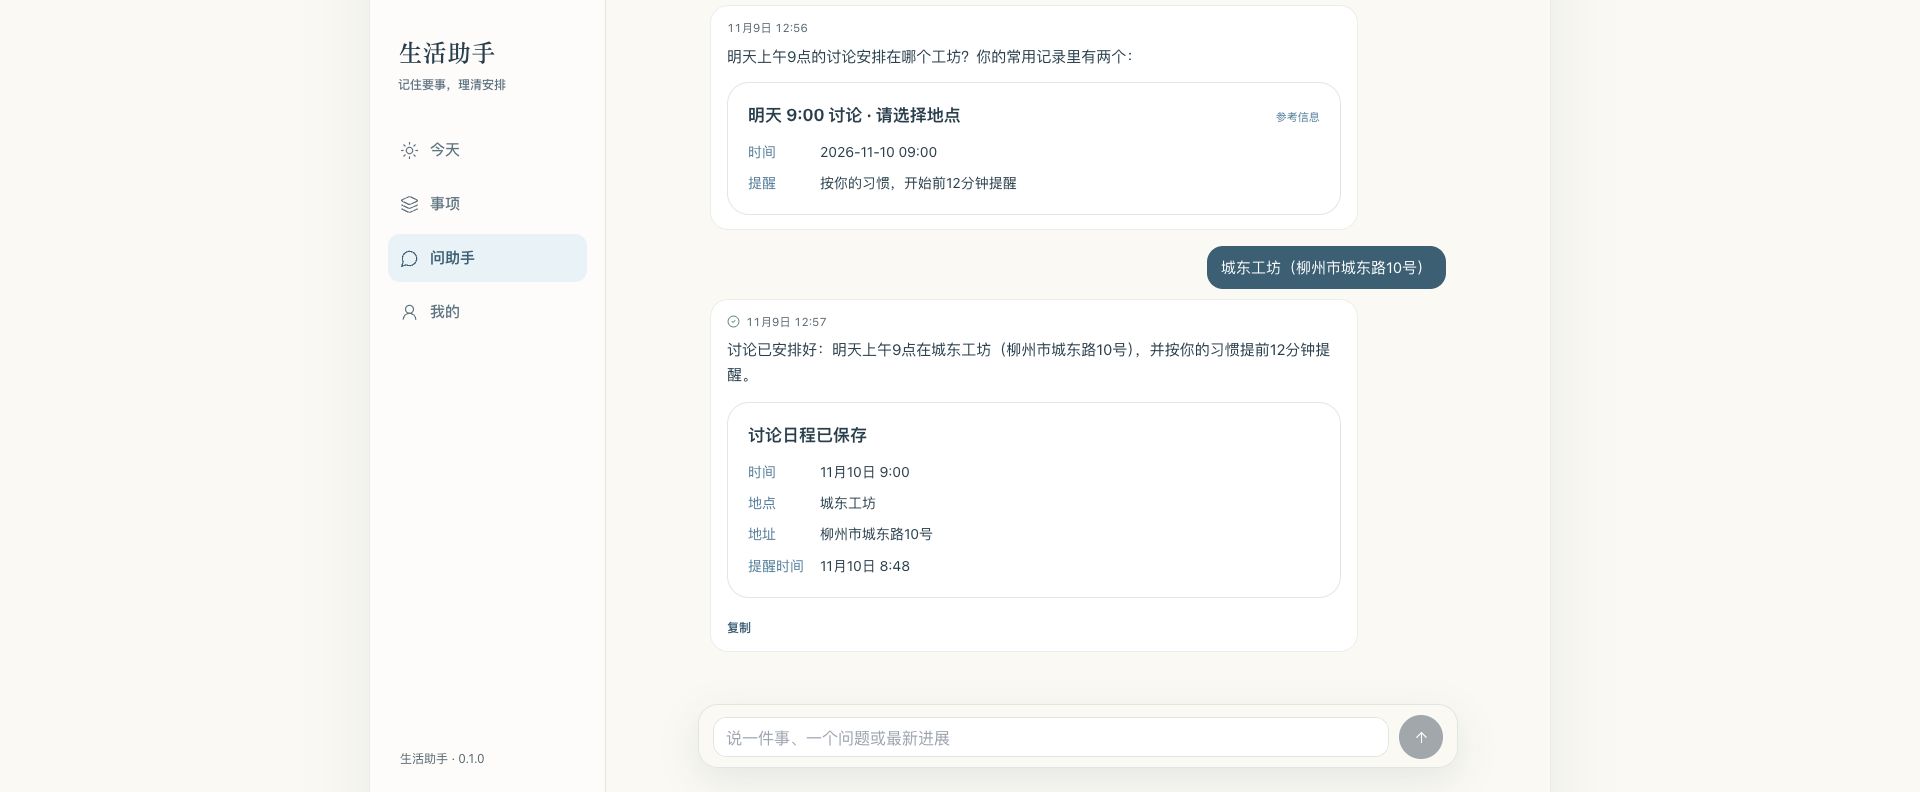 生活助手
记住要事，理清安排
今天
事项
问助手
我的
生活助手 · 0.1.0
11月9日 12:56
明天上午9点的讨论安排在哪个工坊？你的常用记录里有两个：
明天 9:00 讨论 · 请选择地点
参考信息
时间 2026-11-10 09:00
提醒 按你的习惯，开始前12分钟提醒
城东工坊（柳州市城东路10号）
11月9日 12:57
讨论已安排好：明天上午9点在城东工坊（柳州市城东路10号），并按你的习惯提前12分钟提
醒。
讨论日程已保存
时间 11月10日 9:00
地点 城东工坊
地址 柳州市城东路10号
提醒时间 11月10日 8:48
复制
说一件事、一个问题或最新进展